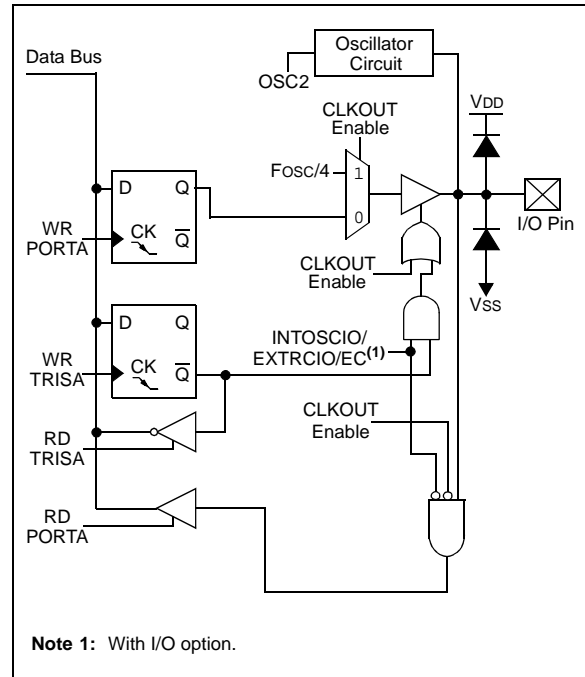 Data Bus
Oscillator
Circuit
OSC2
VDD
CLKOUT
Enable
FOSC/4
1
0
I/O Pin
D
Q
CK
Q̅
WR
PORTA
CLKOUT
Enable
VSS
D
Q
CK
Q̅
WR
TRISA
INTOSCIO/
EXTRCIO/EC(1)
CLKOUT
Enable
RD
TRISA
RD
PORTA
Note 1: With I/O option.